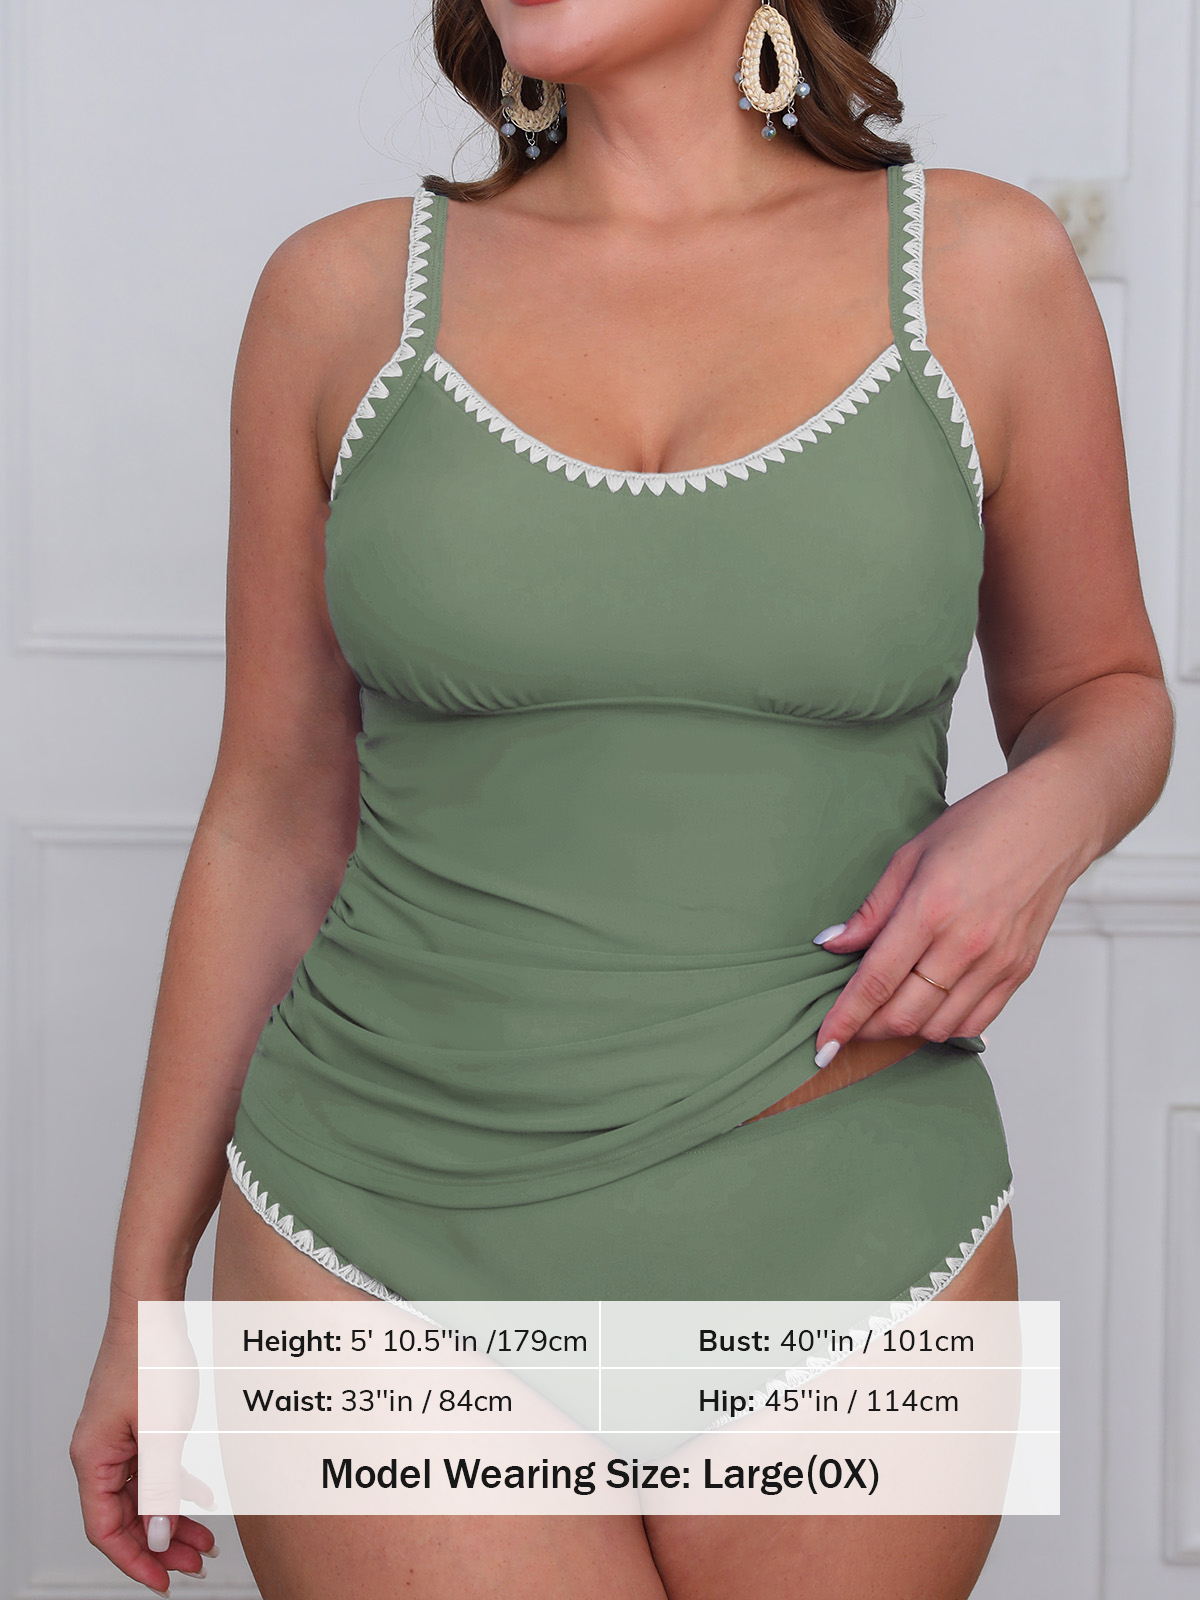 Height: 5' 10.5''in /179cm
Bust: 40''in / 101cm
Waist: 33''in / 84cm
Hip: 45''in / 114cm
Model Wearing Size: Large(0X)